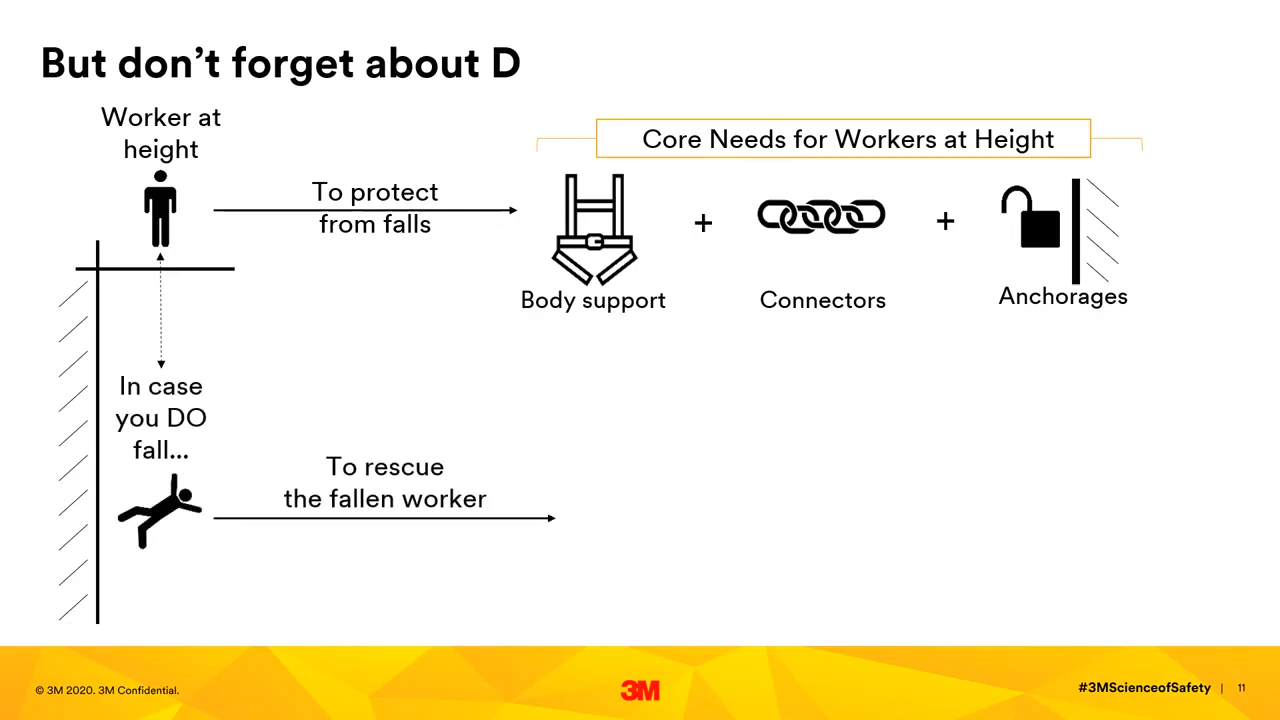 But don't forget about D
Worker at
height
To protect
from falls
Core Needs for Workers at Height
+
+
Body support
Connectors
Anchorages
In case
you DO
fall...
To rescue
the fallen worker
© 3M 2020. 3M Confidential.
3M
#3MScienceofSafety | 11